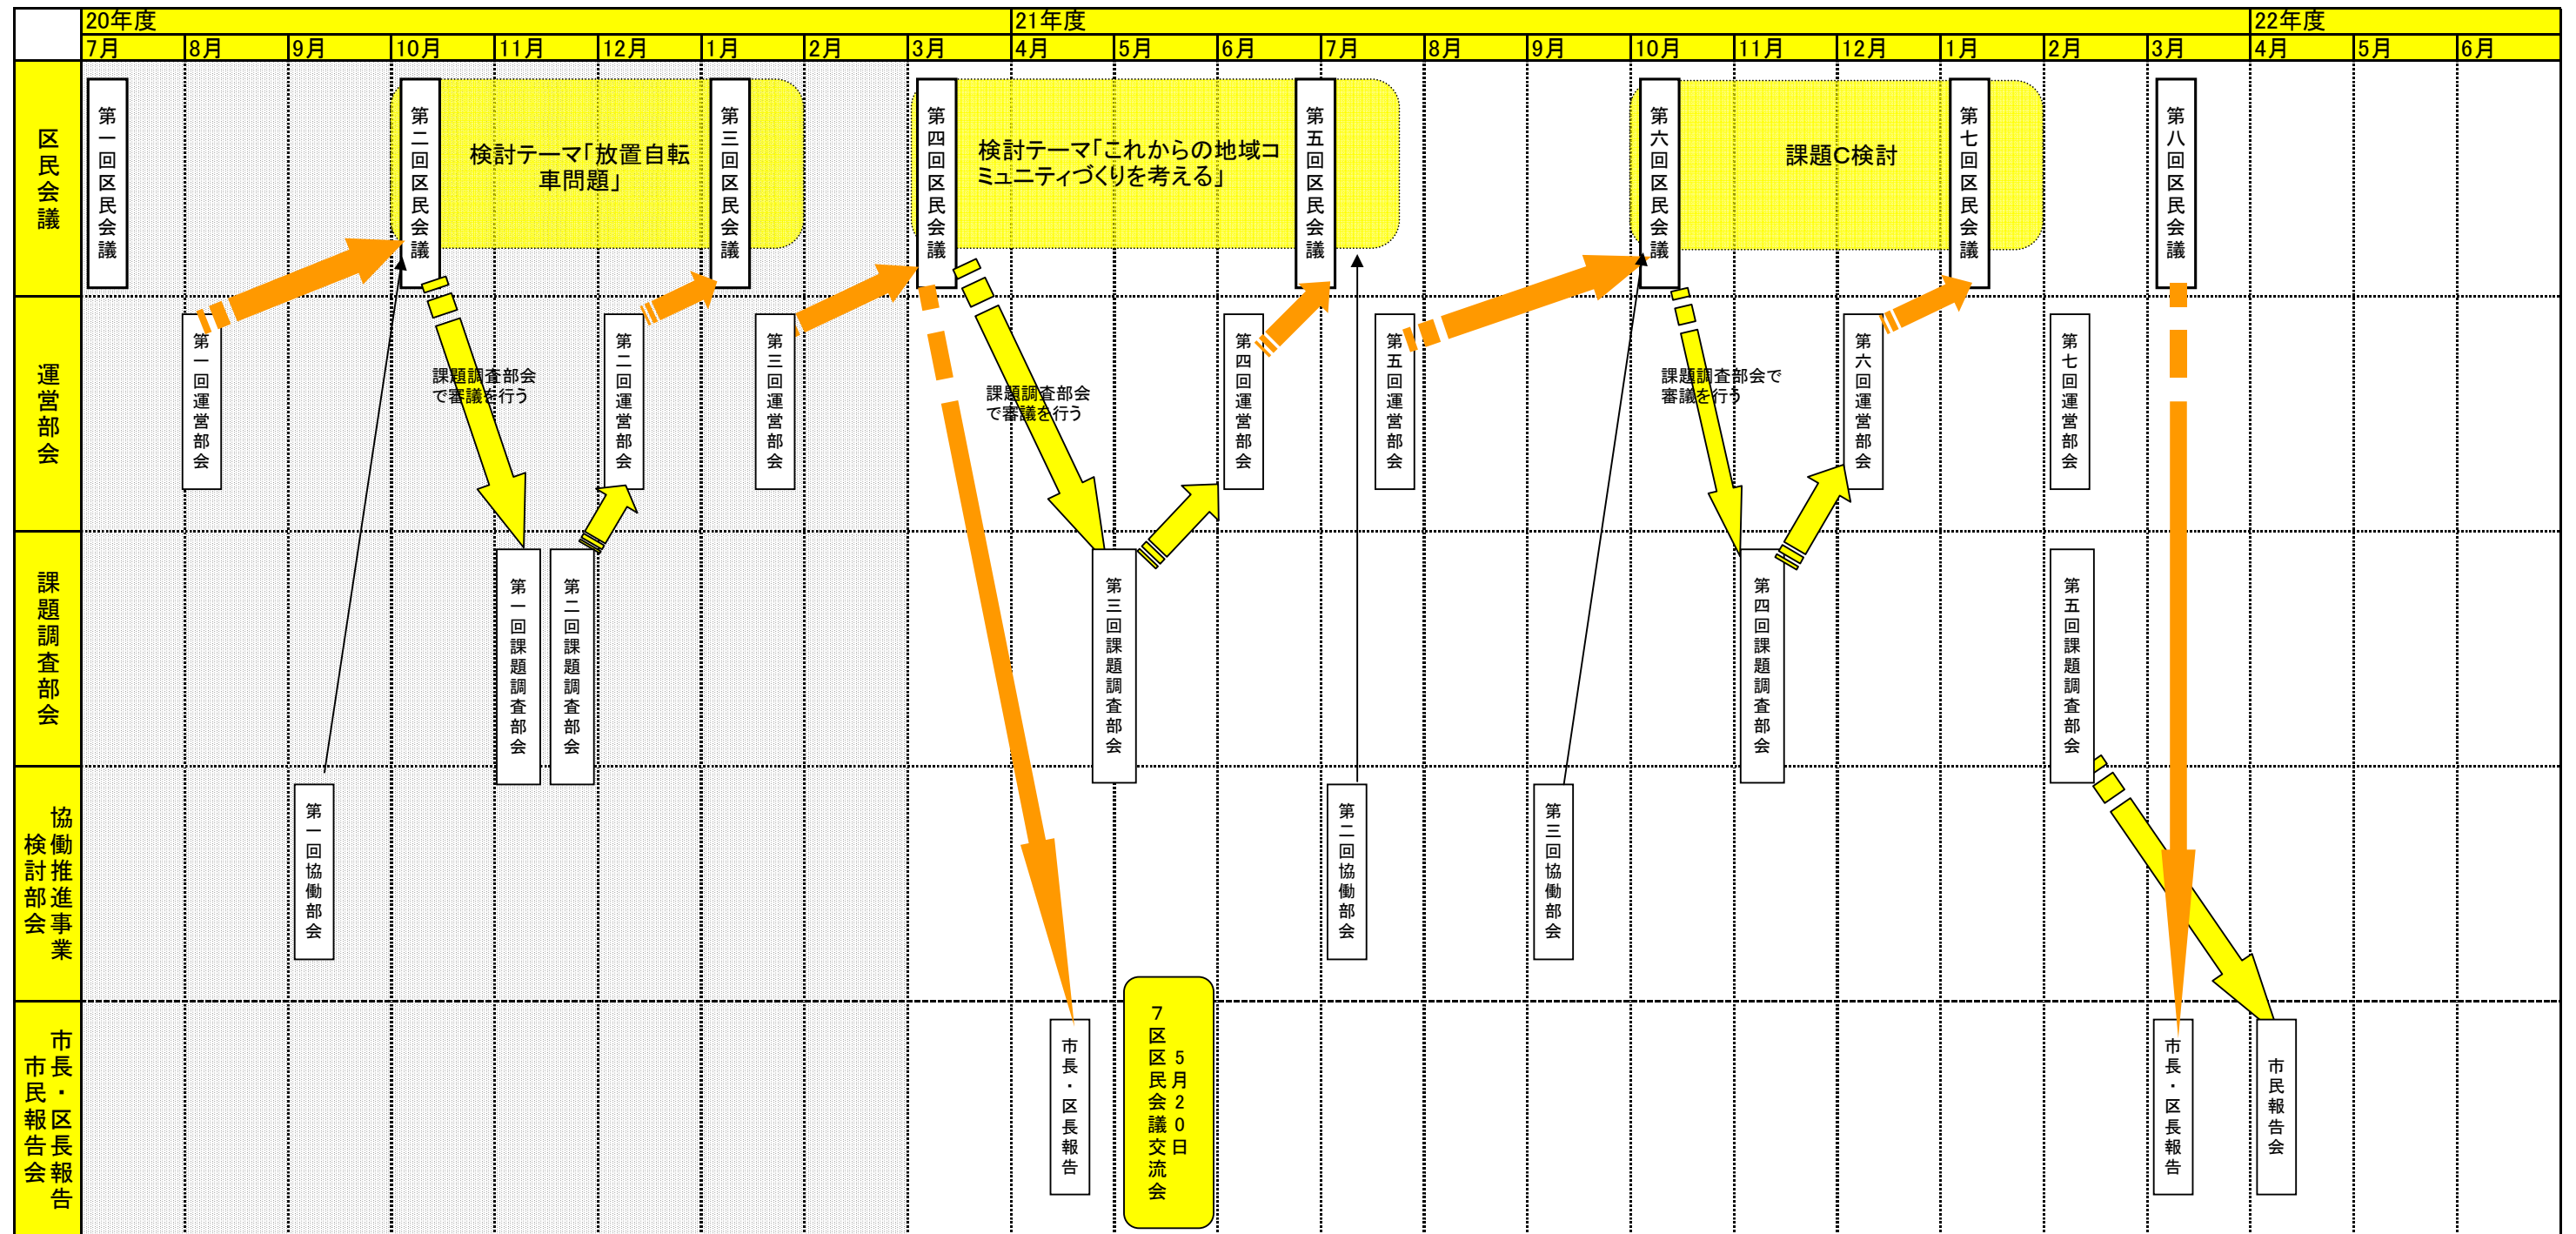 20年度
21年度
22年度
7月
8月
9月
10月
11月
12月
1月
2月
3月
4月
5月
6月
7月
8月
9月
10月
11月
12月
1月
2月
3月
4月
5月
6月
区民会議
第一回区民会議
第二回区民会議
検討テーマ「放置自転
車問題」
第三回区民会議
第四回区民会議
検討テーマ「これからの地域コ
ミュニティづくりを考える」
第五回区民会議
第六回区民会議
課題C検討
第七回区民会議
第八回区民会議
運営部会
第一回運営部会
課題調査部会
で審議を行う
第二回運営部会
第三回運営部会
課題調査部会
で審議を行う
第四回運営部会
第五回運営部会
課題調査部会で
審議を行う
第六回運営部会
第七回運営部会
課題調査部会
第一回課題調査部会
第二回課題調査部会
第三回課題調査部会
第四回課題調査部会
第五回課題調査部会
協働推進事業
検討部会
第一回協働部会
第二回協働部会
第三回協働部会
市長・区長報告
市民報告会
市長・区長報告
5月20日
7区区民会議交流会
市長・区長報告
市民報告会